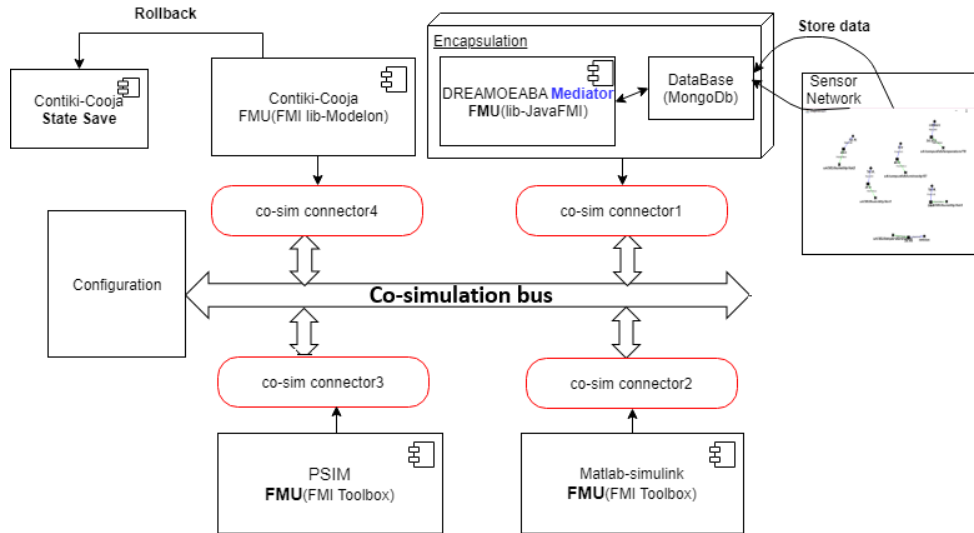 Rollback
Store data
Encapsulation
Contiki-Cooja
State Save
Contiki-Cooja
FMU(FMI lib-Modelon)
DREAMOEABA Mediator
FMU(lib-JavaFMI)
DataBase
(MongoDb)
Sensor
Network
co-sim connector4
co-sim connector1
Configuration
Co-simulation bus
co-sim connector3
co-sim connector2
PSIM
FMU(FMI Toolbox)
Matlab-simulink
FMU(FMI Toolbox)